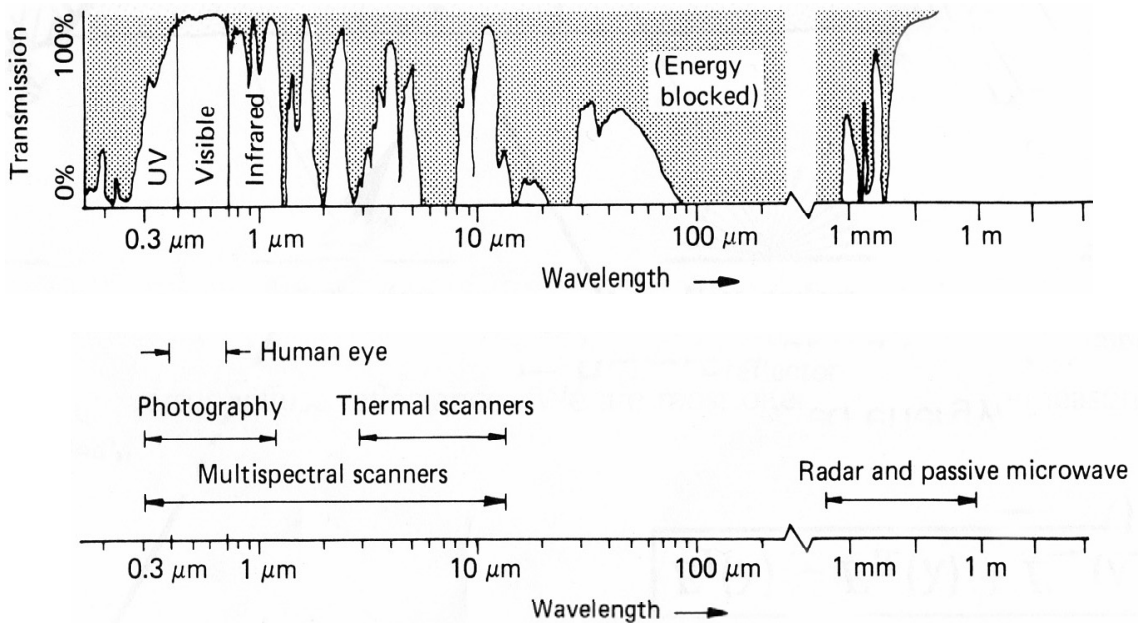 Transmission
0% 100%
UV
Visible
Infrared
(Energy
blocked)
0.3 μm 1 μm 10 μm 100 μm 1 mm 1 m
Wavelength
Human eye
Photography Thermal scanners
Multispectral scanners Radar and passive microwave
0.3 μm 1 μm 10 μm 100 μm 1 mm 1 m
Wavelength